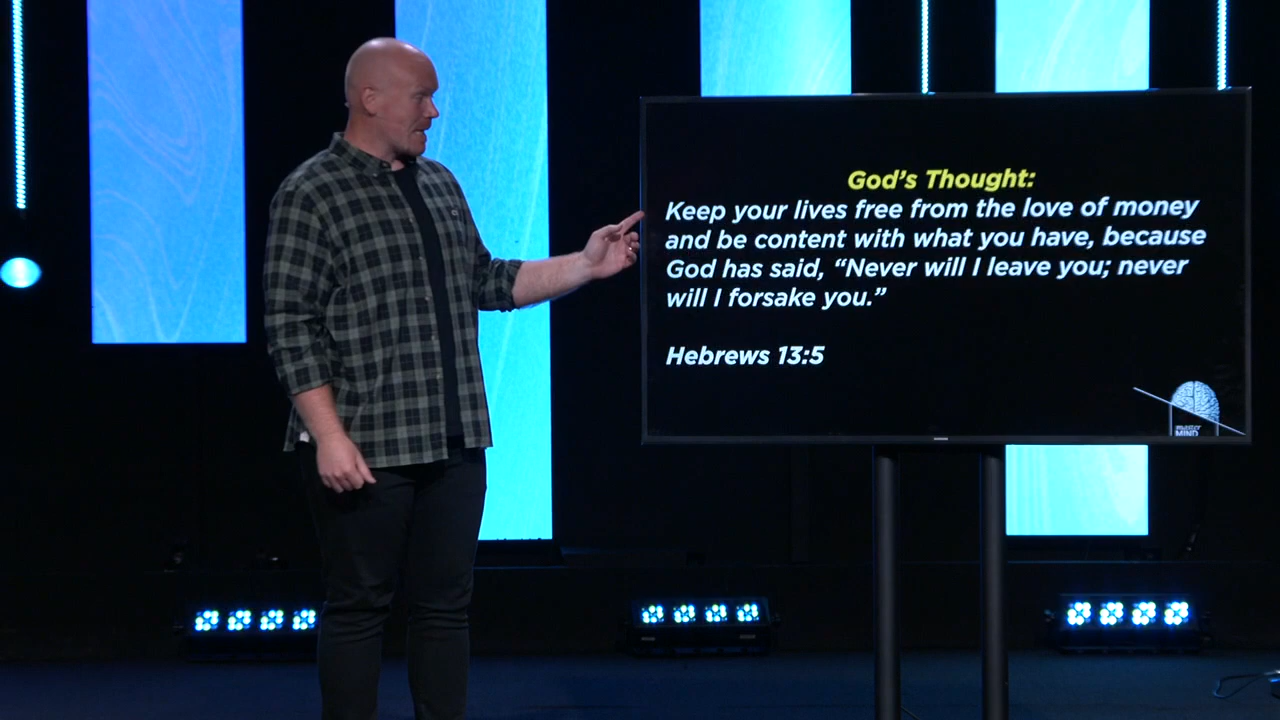 God's Thought:
Keep your lives free from the love of money
and be content with what you have, because
God has said, “Never will I leave you; never
will I forsake you.”
Hebrews 13:5
master
MIND